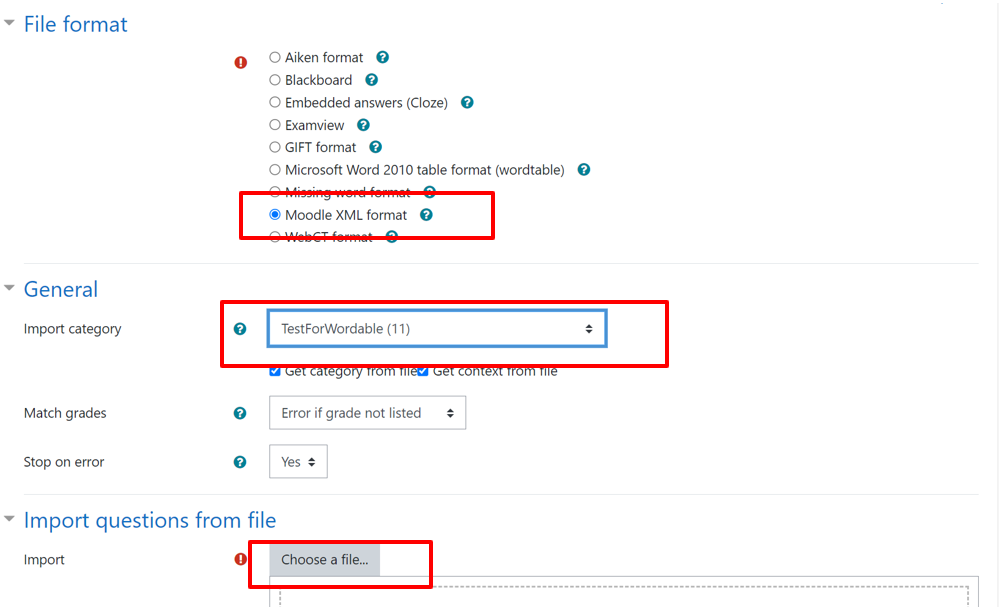 File format
Aiken format
Blackboard
Embedded answers (Cloze)
Examview
GIFT format
Microsoft Word 2010 table format (wordtable)
Missing word format
Moodle XML format
WebCT format
General
Import category
TestForWordable (11)
Get category from file Get context from file
Match grades
Error if grade not listed
Stop on error
Yes
Import questions from file
Import
Choose a file...